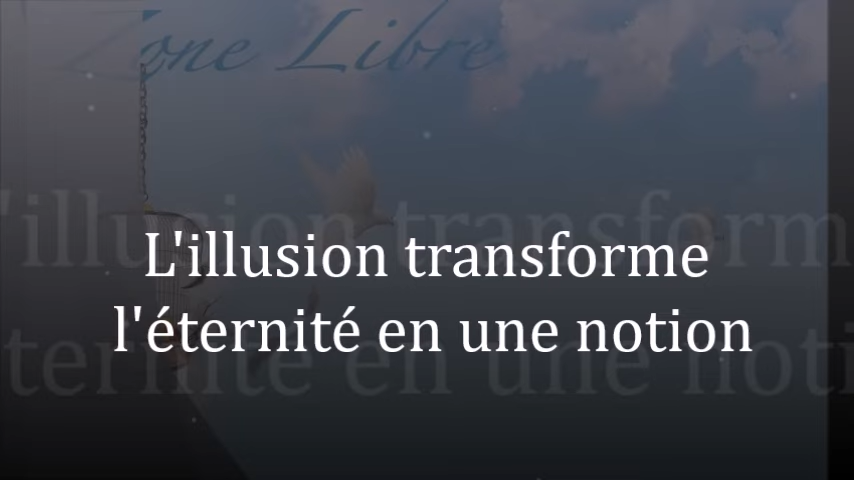 Zone Libre
L'illusion transforme
l'éternité en une notion